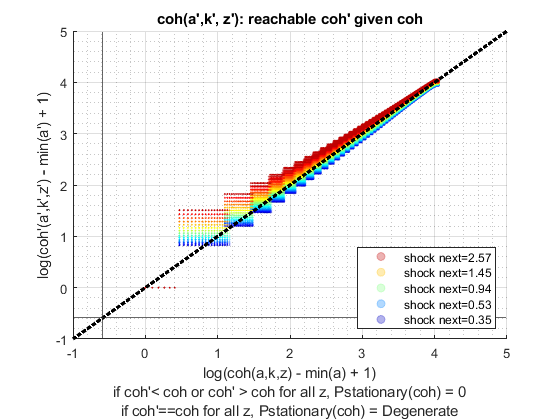 coh(a',k', z'): reachable coh' given coh
log(coh'(a',k',z') - min(a') + 1)
5
4
3
2
1
0
-1
shock next=2.57
shock next=1.45
shock next=0.94
shock next=0.53
shock next=0.35
-1
0
1
2
3
4
5
log(coh(a,k,z) - min(a) + 1)
if coh'< coh or coh' > coh for all z, Pstationary(coh) = 0
if coh'==coh for all z, Pstationary(coh) = Degenerate